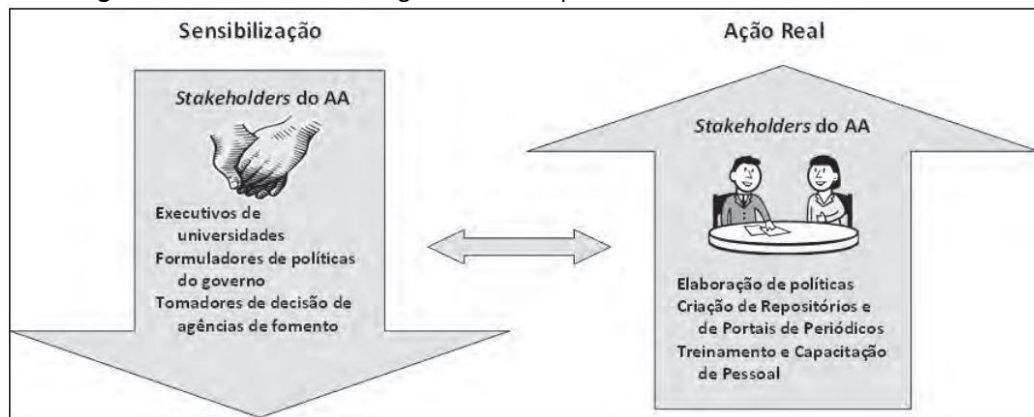 Sensibilização
Stakeholders do AA
Executivos de
universidades
Formuladores de políticas
do governo
Tomadores de decisão de
agências de fomento
Ação Real
Stakeholders do AA
Elaboração de políticas
Criação de Repositórios e
de Portais de Periódicos
Treinamento e Capacitação
de Pessoal